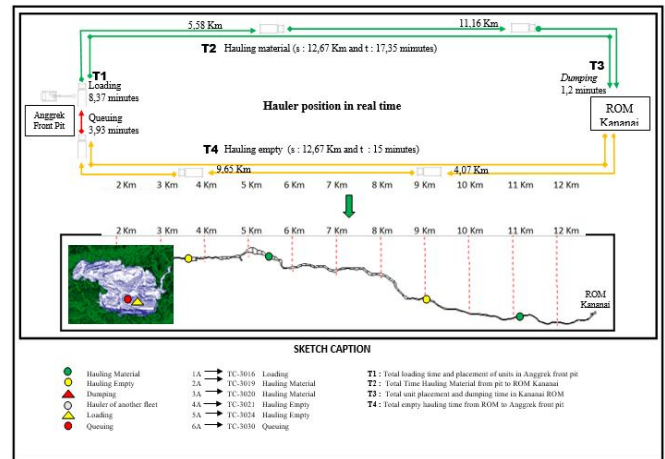 5,58 Km
11,16 Km
T2 Hauling material (s : 12,67 Km and t : 17,35 minutes)
T1
Loading
8,37 minutes
T3
Dumping
1,2 minutes
Anggrek
Front Pit
Queuing
3,93 minutes
Hauler position in real time
ROM
Kananai
T4 Hauling empty (s : 12,67 Km and t : 15 minutes)
9,65 Km
4,07 Km
2 Km 3 Km 4 Km 5 Km 6 Km 7 Km 8 Km 9 Km 10 Km 11 Km 12 Km
2 Km 3 Km 4 Km 5 Km 6 Km 7 Km 8 Km 9 Km 10 Km 11 Km 12 Km
ROM
Kananai
SKETCH CAPTION
Hauling Material
Hauling Empty
Dumping
Hauler of another fleet
Loading
Queuing
1A TC-3016 Loading
2A TC-3019 Hauling Material
3A TC-3020 Hauling Material
4A TC-3021 Hauling Empty
5A TC-3024 Hauling Empty
6A TC-3030 Queuing
T1 : Total loading time and placement of units in Anggrek front pit
T2 : Total Time Hauling Material from pit to ROM Kananai
T3 : Total unit placement and dumping time in Kananai ROM
T4 : Total empty hauling time from ROM to Anggrek front pit